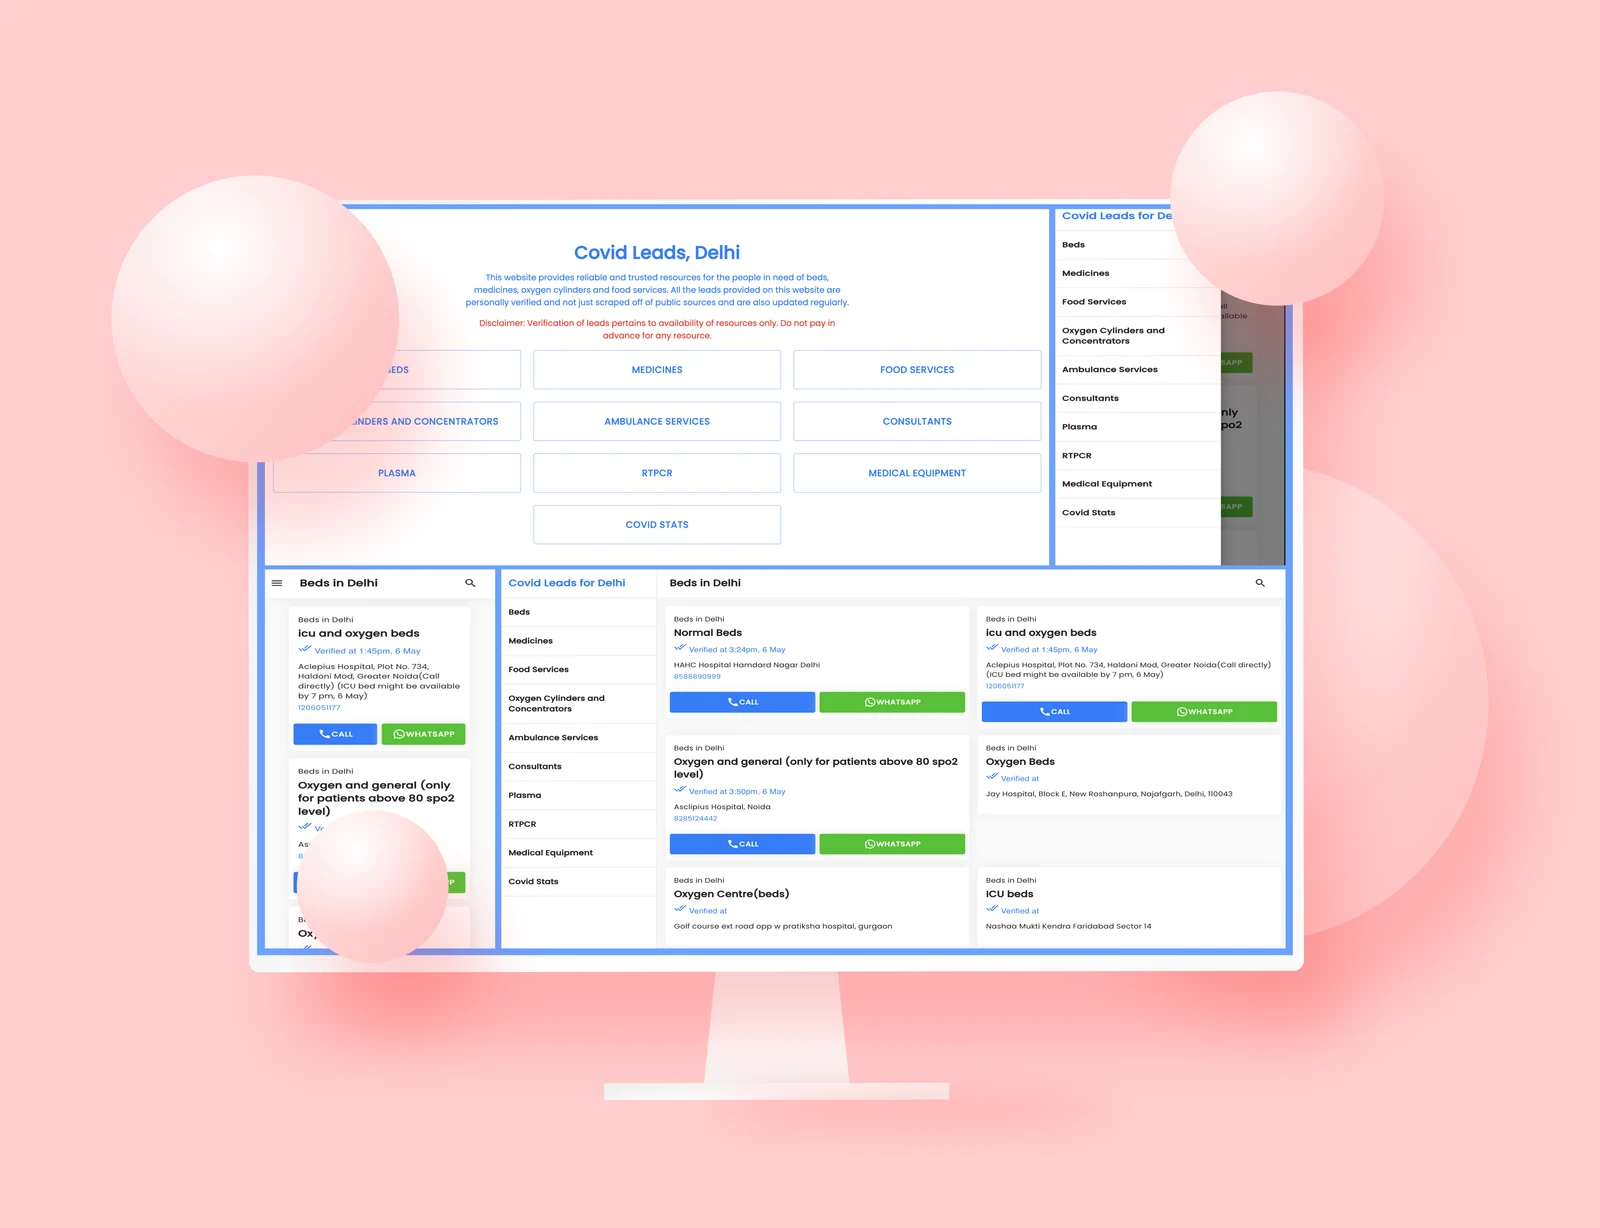 Covid Leads, Delhi
This website provides reliable and trusted resources for the people in need of beds,
medicines, oxygen cylinders and food services. All the leads provided on this website are
personally verified and not just scraped off of public sources and are also updated regularly.
Disclaimer: Verification of leads pertains to availability of resources only. Do not pay in
advance for any resource.
MEDICINES
FOOD SERVICES
AND CONCENTRATORS
AMBULANCE SERVICES
CONSULTANTS
PLASMA
RTPCR
MEDICAL EQUIPMENT
COVID STATS
Covid Leads for
Beds
Medicines
Food Services
Oxygen Cylinders and
Concentrators
Ambulance Services
Consultants
Plasma
RTPCR
Medical Equipment
Covid Stats
Beds in Delhi
Beds in Delhi
icu and oxygen beds
Verified at 1:45pm, 6 May
Aclepius Hospital, Plot No. 734,
Haldoni Mod, Greater Noida(Call
directly) (ICU bed might be available
by 7 pm, 6 May)
1206051177
CALL
WHATSAPP
Beds in Delhi
Oxygen and general (only
for patients above 80 spo2
level)
Covid Leads for Delhi
Beds
Medicines
Food Services
Oxygen Cylinders and
Concentrators
Ambulance Services
Consultants
Plasma
RTPCR
Medical Equipment
Covid Stats
Beds in Delhi
Beds in Delhi
Normal Beds
Verified at 3:24pm, 6 May
HAHC Hospital Hamdard Nagar Delhi
8588890999
CALL
WHATSAPP
Beds in Delhi
icu and oxygen beds
Verified at 1:45pm, 6 May
Aclepius Hospital, Plot No. 734, Haldoni Mod, Greater Noida(Call directly)
(ICU bed might be available by 7 pm, 6 May)
1206051177
CALL
WHATSAPP
Beds in Delhi
Oxygen and general (only for patients above 80 spo2
level)
Verified at 3:50pm, 6 May
Asclipius Hospital, Noida
8285124442
CALL
WHATSAPP
Beds in Delhi
Oxygen Beds
Verified at
Jay Hospital, Block E, New Roshanpura, Najafgarh, Delhi, 110043
Beds in Delhi
Oxygen Centre(beds)
Verified at
Golf course ext road opp w pratiksha hospital, gurgaon
Beds in Delhi
ICU beds
Verified at
Nashaa Mukti Kendra Faridabad Sector 14